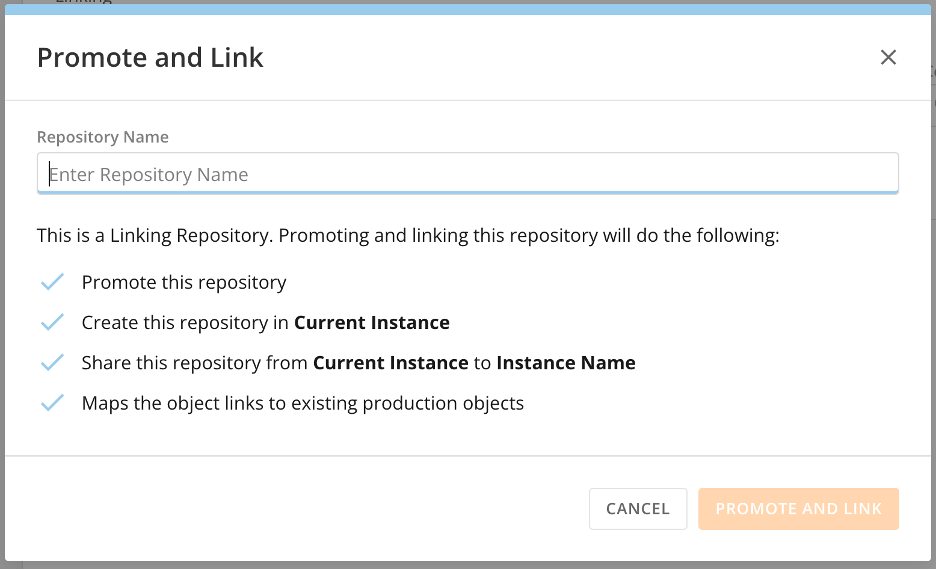 Linking
Promote and Link
Repository Name
Enter Repository Name
This is a Linking Repository. Promoting and linking this repository will do the following:
Promote this repository
Create this repository in Current Instance
Share this repository from Current Instance to Instance Name
Maps the object links to existing production objects
CANCEL
PROMOTE AND LINK